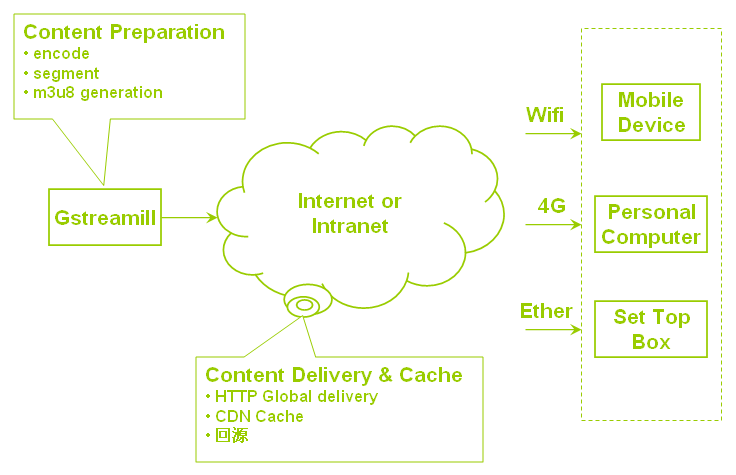 Content Preparation
• encode
• segment
• m3u8 generation
Gstreamill
Internet or
Intranet
Wifi
4G
Ether
Mobile
Device
Personal
Computer
Set Top
Box
Content Delivery & Cache
• HTTP Global delivery
• CDN Cache
• 回源